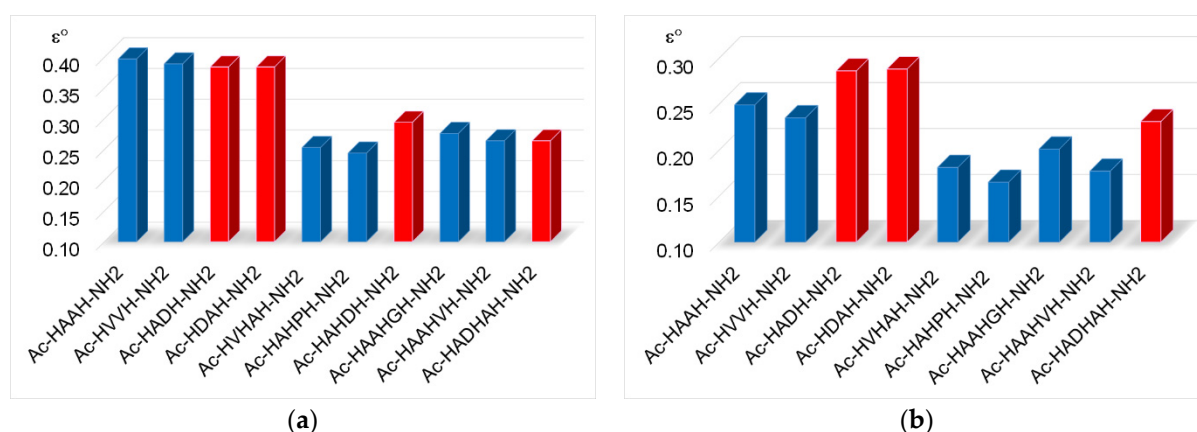 ε°
0.40
0.35
0.30
0.25
0.20
0.15
0.10
Ac-HAAH-NH2
Ac-HVVH-NH2
Ac-HADH-NH2
Ac-HDAH-NH2
Ac-HVHAH-NH2
Ac-HAHPH-NH2
Ac-HAHDH-NH2
Ac-HAAHGH-NH2
Ac-HAAHVH-NH2
Ac-HADHAH-NH2
(a)
ε°
0.30
0.25
0.20
0.15
0.10
Ac-HAAH-NH2
Ac-HVVH-NH2
Ac-HADH-NH2
Ac-HDAH-NH2
Ac-HVHAH-NH2
Ac-HAHPH-NH2
Ac-HAAHGH-NH2
Ac-HAAHVH-NH2
Ac-HADHAH-NH2
(b)